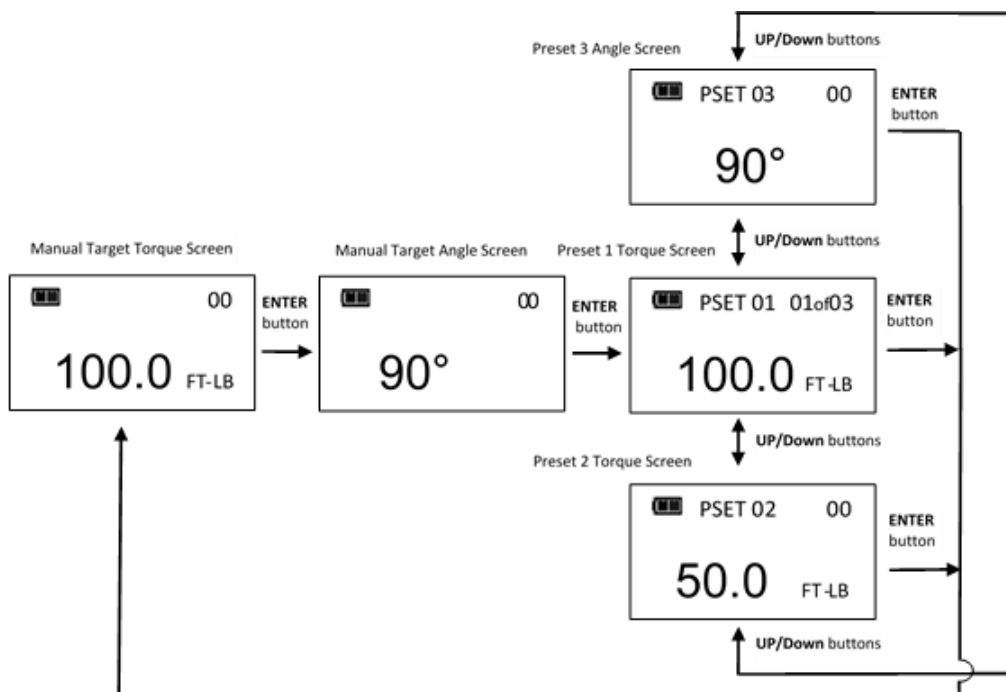 UP/Down buttons
Preset 3 Angle Screen
PSET 03 00
90°
ENTER
button
UP/Down buttons
Manual Target Torque Screen
00
100.0 FT-LB
ENTER
button
Manual Target Angle Screen
00
90°
ENTER
button
Preset 1 Torque Screen
PSET 01 01of03
100.0 FT-LB
ENTER
button
UP/Down buttons
Preset 2 Torque Screen
PSET 02 00
50.0 FT-LB
ENTER
button
UP/Down buttons